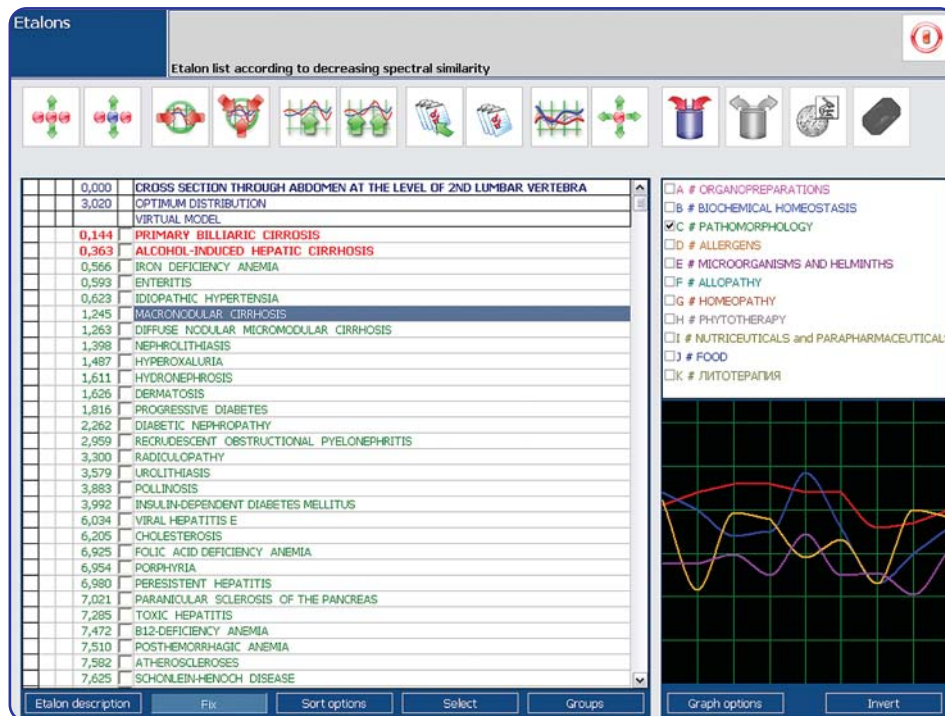 Etalons
Etalon list according to decreasing spectral similarity
0,000 CROSS SECTION THROUGH ABDOMEN AT THE LEVEL OF 2ND LUMBAR VERTEBRA
3,020 OPTIMUM DISTRIBUTION
VIRTUAL MODEL
0,144 PRIMARY BILLIARIC CIRROSIS
0,363 ALCOHOL-INDUCED HEPATIC CIRRHOSIS
0,566 IRON DEFICIENCY ANEMIA
0,593 ENTERITIS
0,623 IDIOPATHIC HYPERTENSIA
1,245 MACRONODULAR CIRRHOSIS
1,263 DIFFUSE NODULAR MICROMODULAR CIRRHOSIS
1,398 NEPHROLITHIASIS
1,487 HYPEROXALURIA
1,611 HYDRONEPHROSIS
1,626 DERMATOSIS
1,816 PROGRESSIVE DIABETES
2,262 DIABETIC NEPHROPATHY
2,959 RECRUDESCENT OBSTRUCTIONAL PYELONEPHRITIS
3,300 RADICULOPATHY
3,579 UROLITHIASIS
3,883 POLLINOSIS
3,992 INSULIN-DEPENDENT DIABETES MELLITUS
6,034 VIRAL HEPATITIS E
6,205 CHOLESTEROSIS
6,925 FOLIC ACID DEFICIENCY ANEMIA
6,954 PORPHYRIA
6,980 PERESISTENT HEPATITIS
7,021 PARANICULAR SCLEROSIS OF THE PANCREAS
7,285 TOXIC HEPATITIS
7,472 B12-DEFICIENCY ANEMIA
7,510 POSTHEMORRHAGIC ANEMIA
7,582 ATHEROSCLEROSES
7,625 SCHONLEIN-HENOCH DISEASE
Etalon description Fix Sort options Select Groups
A # ORGANOPREPARATIONS
B # BIOCHEMICAL HOMEOSTASIS
C # PATHOMORPHOLOGY
D # ALLERGENS
E # MICROORGANISMS AND HELMINTHS
F # ALLOPATHY
G # HOMEOPATHY
H # PHYTOTHERAPY
I # NUTRICEUTICALS and PARAPHARMACEUTICALS
J # FOOD
K # ЛИТОТЕРАПИЯ
Graph options Invert